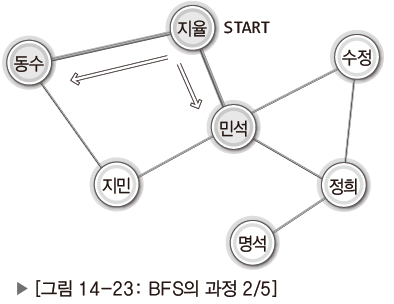 지율 START
동수
수정
민석
지민
정희
명석
▶ [그림 14-23: BFS의 과정 2/5]